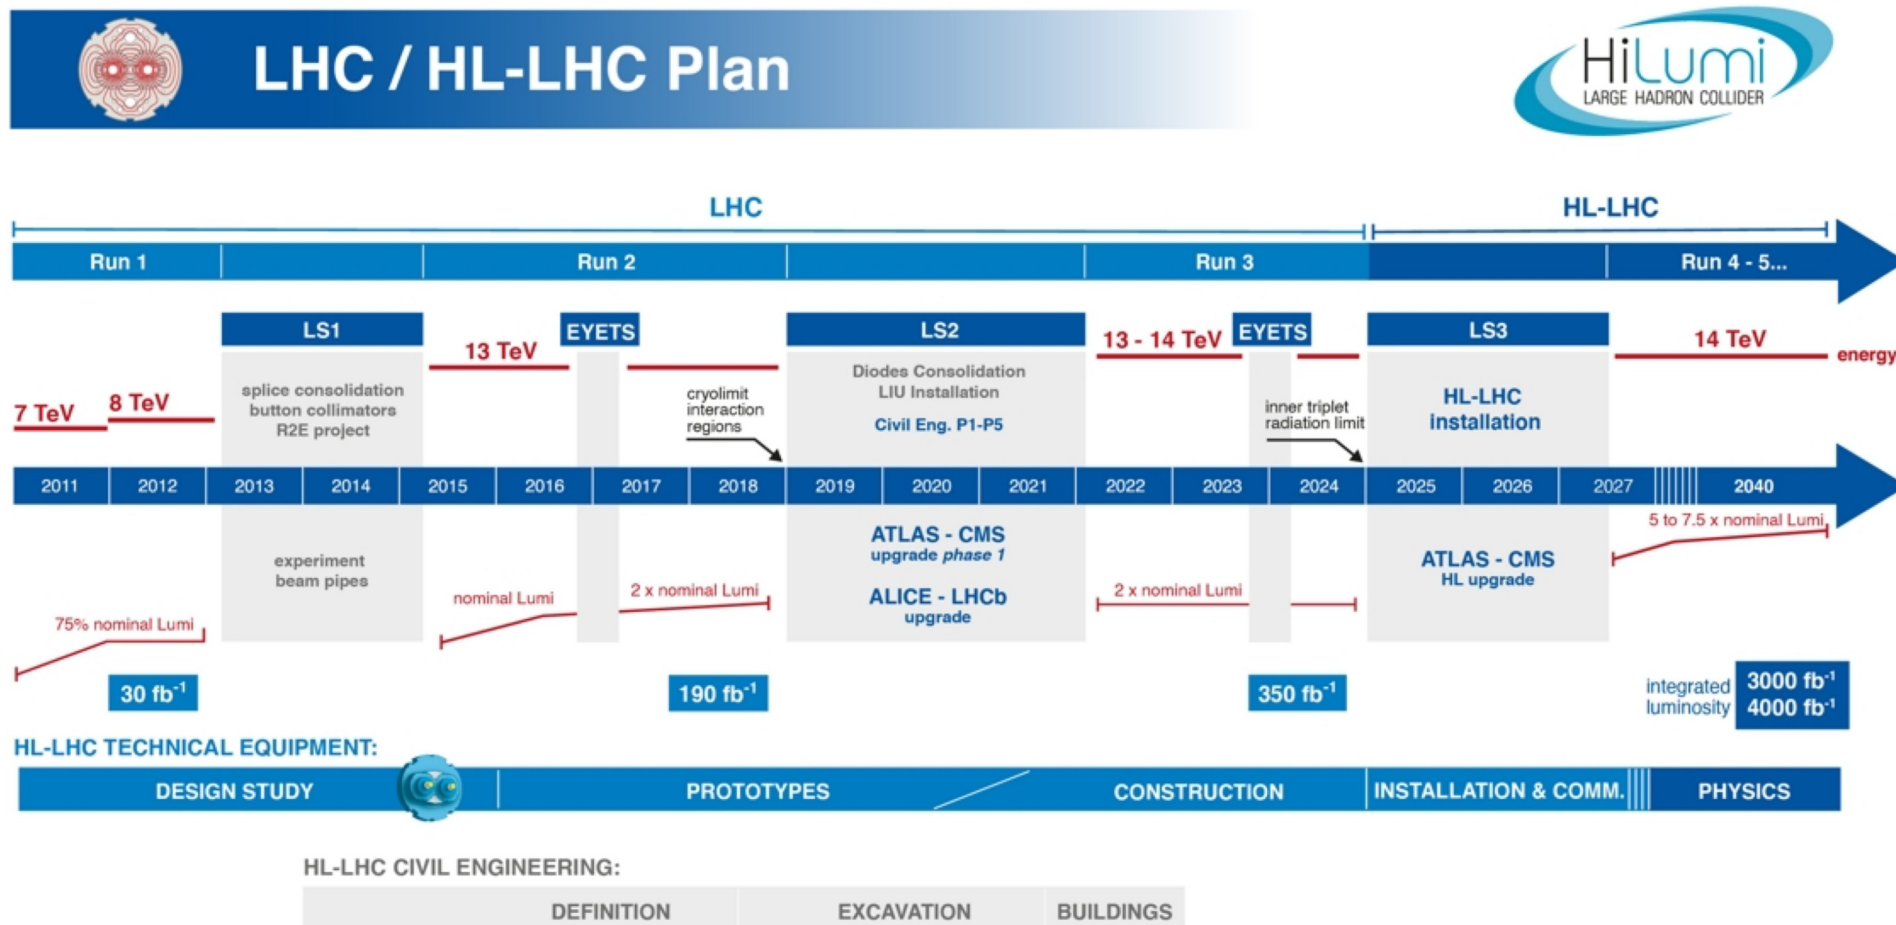 LHC / HL-LHC Plan
HiLumi
LARGE HADRON COLLIDER
LHC
HL-LHC
Run 1
Run 2
Run 3
Run 4 - 5...
LS1
EYETS
LS2
EYETS
LS3
13 TeV
13 - 14 TeV
14 TeV
energy
splice consolidation
button collimators
R2E project
7 TeV
8 TeV
cryolimit
interaction
regions
Diodes Consolidation
LIU Installation
Civil Eng. P1-P5
inner triplet
radiation limit
HL-LHC
installation
2011
2012
2013
2014
2015
2016
2017
2018
2019
2020
2021
2022
2023
2024
2025
2026
2027
2040
5 to 7.5 x nominal Lumi
experiment
beam pipes
ATLAS - CMS
upgrade phase 1
ALICE - LHCb
upgrade
ATLAS - CMS
HL upgrade
75% nominal Lumi
nominal Lumi
2 x nominal Lumi
2 x nominal Lumi
30 fb⁻¹
190 fb⁻¹
350 fb⁻¹
integrated
luminosity
3000 fb⁻¹
4000 fb⁻¹
HL-LHC TECHNICAL EQUIPMENT:
DESIGN STUDY
PROTOTYPES
CONSTRUCTION
INSTALLATION & COMM.
PHYSICS
HL-LHC CIVIL ENGINEERING:
DEFINITION
EXCAVATION
BUILDINGS